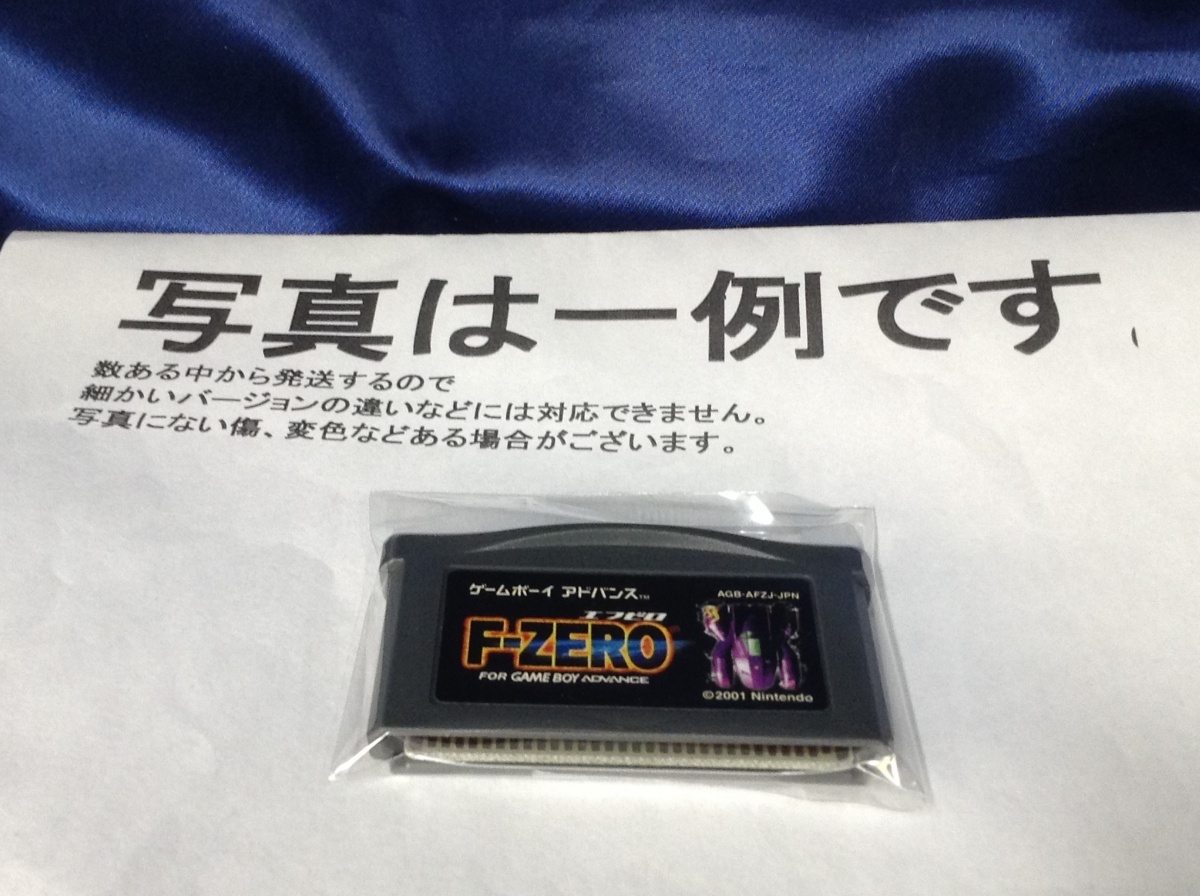 写真は一例です
数ある中から発送するので
細かいバージョンの違いなどには対応できません。
写真にない傷、変色などある場合がございます。
ゲームボーイ アドバンス™
AGB-AFZJ-JPN
エフゼロ
F-ZERO
FOR GAME BOY ADVANCE
©2001 Nintendo